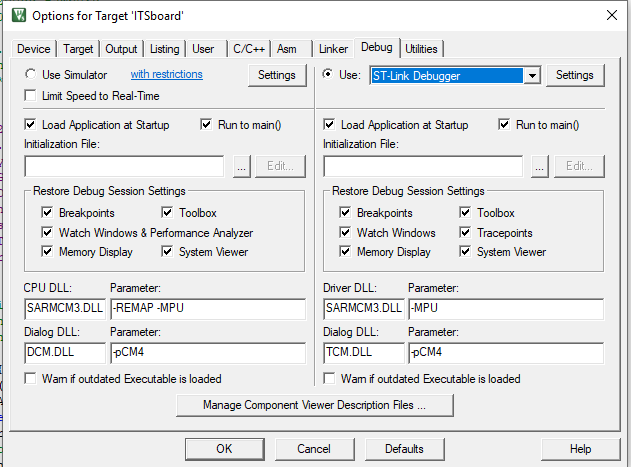 Options for Target 'ITSboard'
Device Target Output Listing User C/C++ Asm Linker Debug Utilities
Use Simulator with restrictions Settings
Use: ST-Link Debugger Settings
Limit Speed to Real-Time
Load Application at Startup Run to main()
Load Application at Startup Run to main()
Initialization File:
Initialization File:
... Edit...
... Edit...
Restore Debug Session Settings
Restore Debug Session Settings
Breakpoints Toolbox
Breakpoints Toolbox
Watch Windows & Performance Analyzer
Watch Windows Tracepoints
Memory Display System Viewer
Memory Display System Viewer
CPU DLL: Parameter:
Driver DLL: Parameter:
SARMCM3.DLL -REMAP -MPU
SARMCM3.DLL -MPU
Dialog DLL: Parameter:
Dialog DLL: Parameter:
DCM.DLL -pCM4
TCM.DLL -pCM4
Warn if outdated Executable is loaded
Warn if outdated Executable is loaded
Manage Component Viewer Description Files ...
OK Cancel Defaults Help